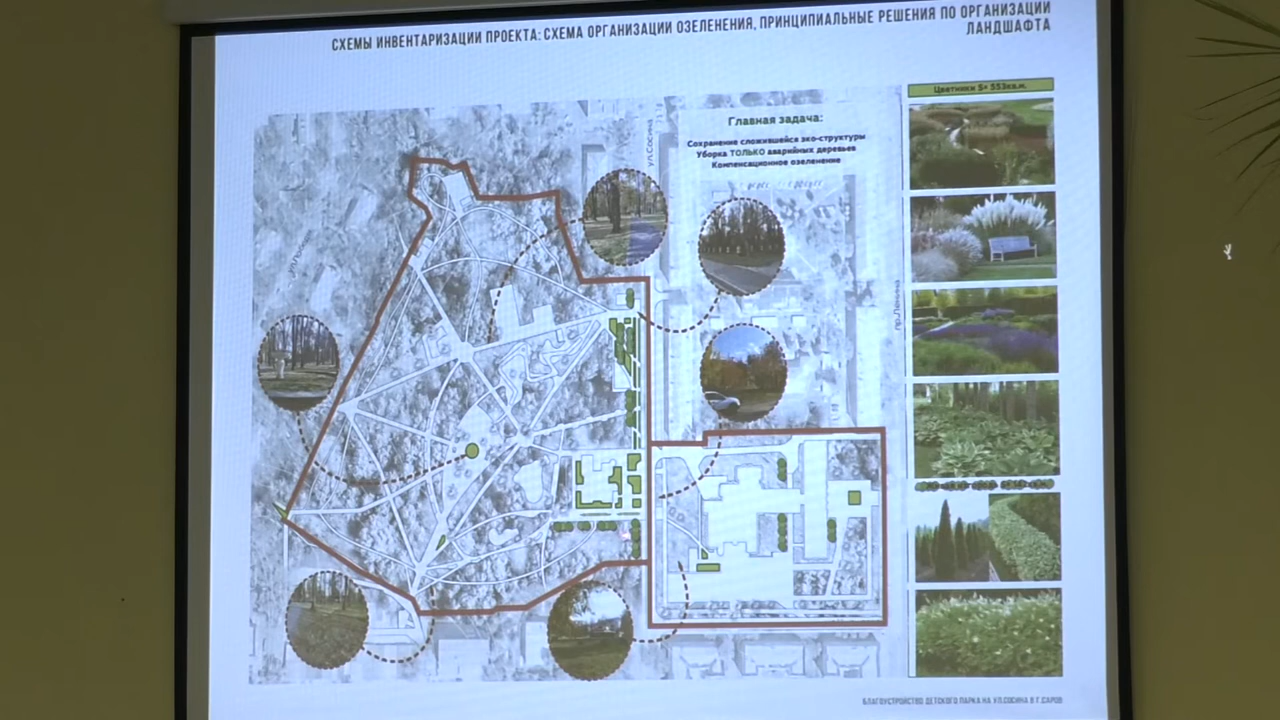 СХЕМЫ ИНВЕНТАРИЗАЦИИ ПРОЕКТА: СХЕМА ОРГАНИЗАЦИИ ОЗЕЛЕНЕНИЯ, ПРИНЦИПИАЛЬНЫЕ РЕШЕНИЯ ПО ОРГАНИЗАЦИИ
ЛАНДШАФТА
Цветники S= 553кв.м.
Главная задача:
Сохранение сложившейся эко-структуры
Уборка ТОЛЬКО аварийных деревьев
Компенсационное озеленение
ул.Сосина
пр.Ленина
БЛАГОУСТРОЙСТВО ДЕТСКОГО ПАРКА НА УЛ.СОСИНА В Г.САРОВ